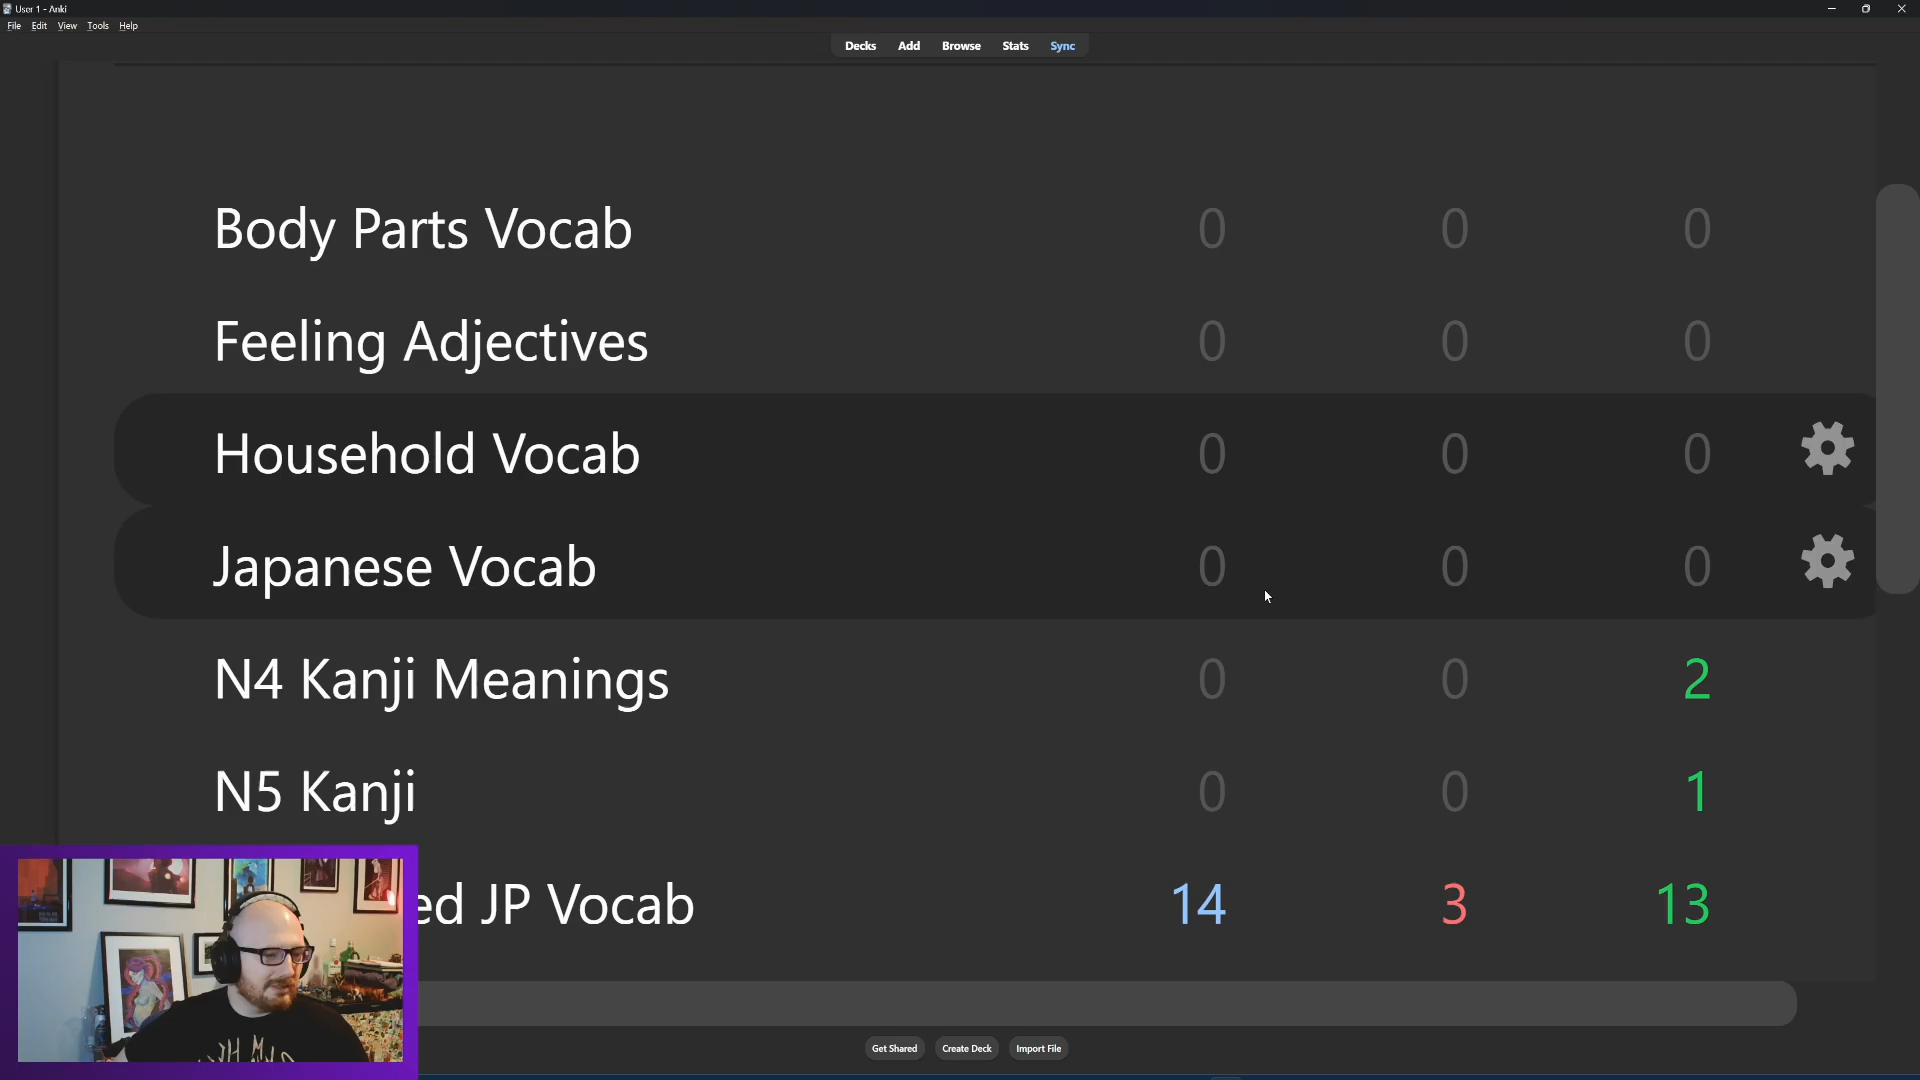 User 1 - Anki
File Edit View Tools Help
Decks Add Browse Stats Sync
Body Parts Vocab 0 0 0
Feeling Adjectives 0 0 0
Household Vocab 0 0 0
Japanese Vocab 0 0 0
N4 Kanji Meanings 0 0 2
N5 Kanji 0 0 1
ed JP Vocab 14 3 13
Get Shared Create Deck Import File